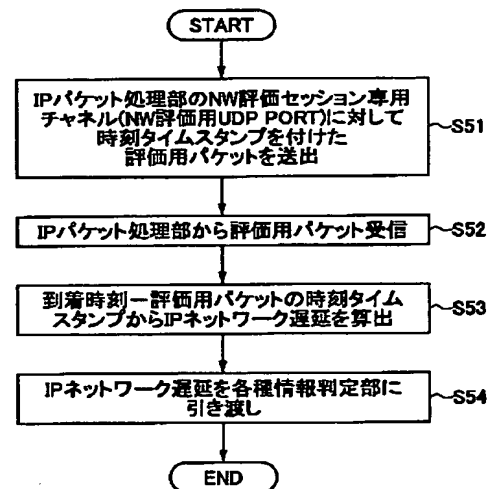 START
IPパケット処理部のNW評価セッション専用
チャネル(NW評価用UDP PORT)に対して
時刻タイムスタンプを付けた
評価用パケットを送出
S51
IPパケット処理部から評価用パケット受信
S52
到着時刻ー評価用パケットの時刻タイム
スタンプからIPネットワーク遅延を算出
S53
IPネットワーク遅延を各種情報判定部に
引き渡し
S54
END